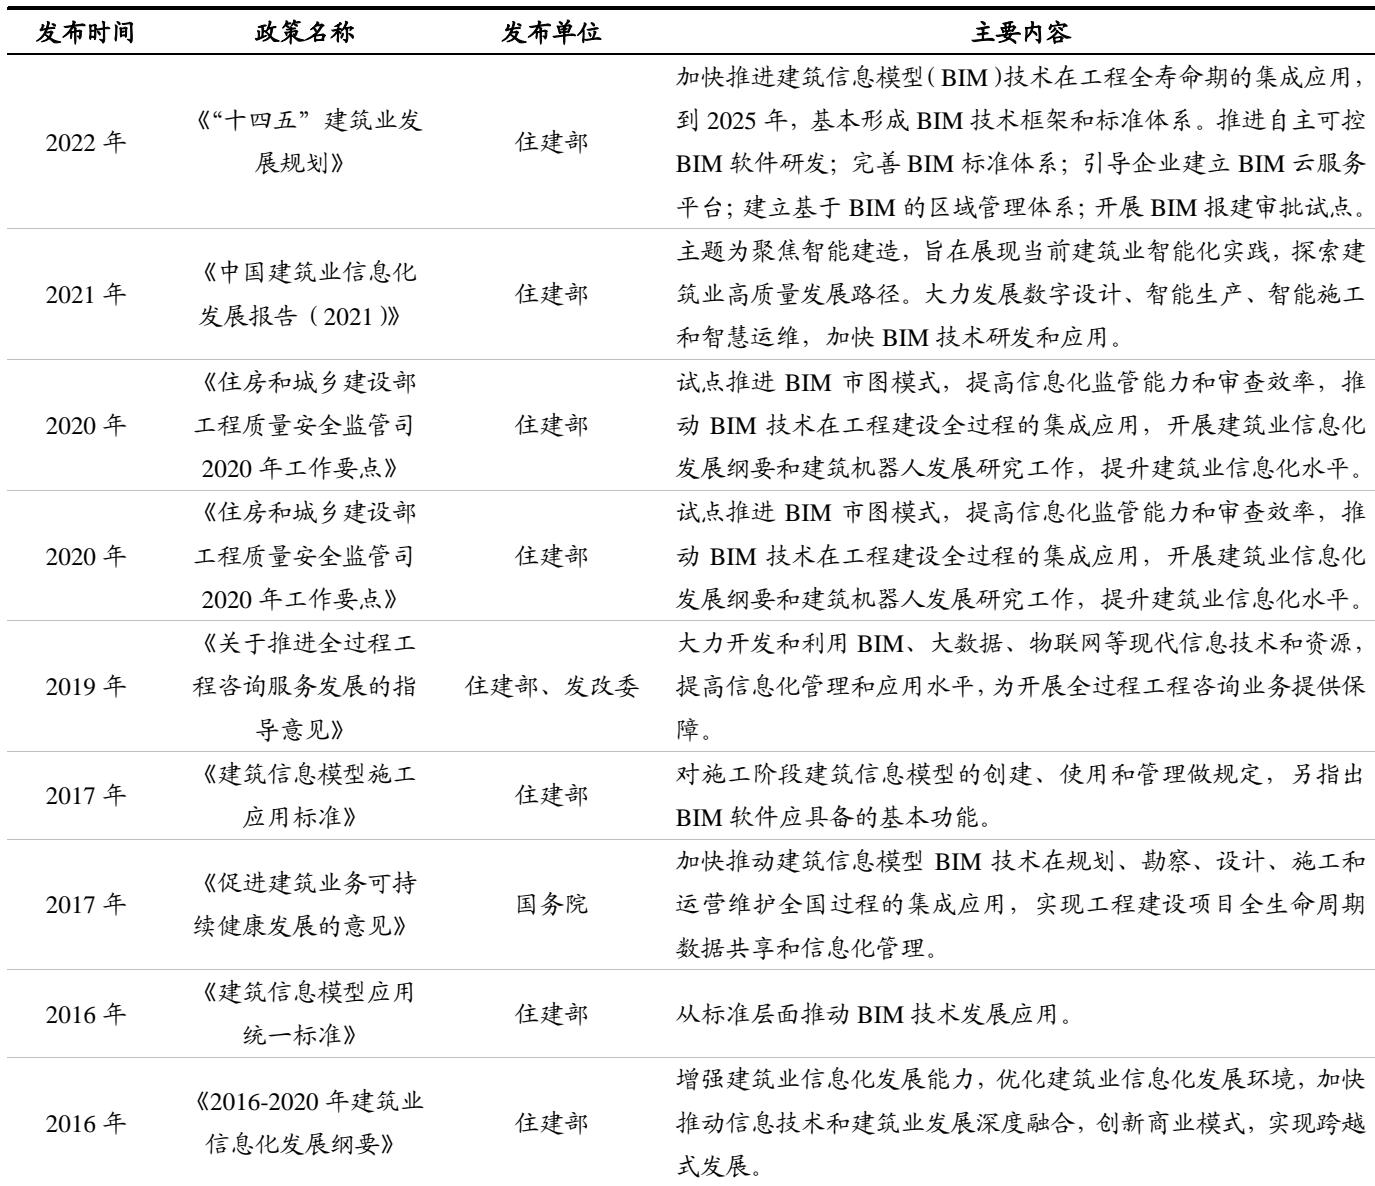 发布时间 政策名称 发布单位 主要内容
2022 年
《“十四五”建筑业发
展规划》
住建部
加快推进建筑信息模型(BIM)技术在工程全寿命期的集成应用，
到 2025 年，基本形成 BIM 技术框架和标准体系。推进自主可控
BIM 软件研发；完善 BIM 标准体系；引导企业建立 BIM 云服务
平台；建立基于 BIM 的区域管理体系；开展 BIM 报建审批试点。
2021 年
《中国建筑业信息化
发展报告（2021）》
住建部
主题为聚焦智能建造，旨在展现当前建筑业智能化实践，探索建
筑业高质量发展路径。大力发展数字设计、智能生产、智能施工
和智慧运维，加快 BIM 技术研发和应用。
2020 年
《住房和城乡建设部
工程质量安全监管司
2020 年工作要点》
住建部
试点推进 BIM 市图模式，提高信息化监管能力和审查效率，推
动 BIM 技术在工程建设全过程的集成应用，开展建筑业信息化
发展纲要和建筑机器人发展研究工作，提升建筑业信息化水平。
2020 年
《住房和城乡建设部
工程质量安全监管司
2020 年工作要点》
住建部
试点推进 BIM 市图模式，提高信息化监管能力和审查效率，推
动 BIM 技术在工程建设全过程的集成应用，开展建筑业信息化
发展纲要和建筑机器人发展研究工作，提升建筑业信息化水平。
2019 年
《关于推进全过程工
程咨询服务发展的指
导意见》
住建部、发改委
大力开发和利用 BIM、大数据、物联网等现代信息技术和资源，
提高信息化管理和应用水平，为开展全过程工程咨询业务提供保
障。
2017 年
《建筑信息模型施工
应用标准》
住建部
对施工阶段建筑信息模型的创建、使用和管理做规定，另指出
BIM 软件应具备的基本功能。
2017 年
《促进建筑业务可持
续健康发展的意见》
国务院
加快推动建筑信息模型 BIM 技术在规划、勘察、设计、施工和
运营维护全国过程的集成应用，实现工程建设项目全生命周期
数据共享和信息化管理。
2016 年
《建筑信息模型应用
统一标准》
住建部
从标准层面推动 BIM 技术发展应用。
2016 年
《2016-2020 年建筑业
信息化发展纲要》
住建部
增强建筑业信息化发展能力，优化建筑业信息化发展环境，加快
推动信息技术和建筑业发展深度融合，创新商业模式，实现跨越
式发展。